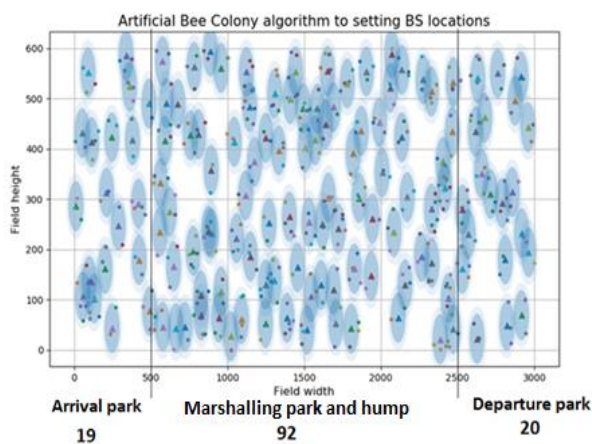 Artificial Bee Colony algorithm to setting BS locations
600
500
400
300
200
100
0
Field height
0 500 1000 1500 2000 2500 3000
Field width
Arrival park Marshalling park and hump Departure park
19 92 20